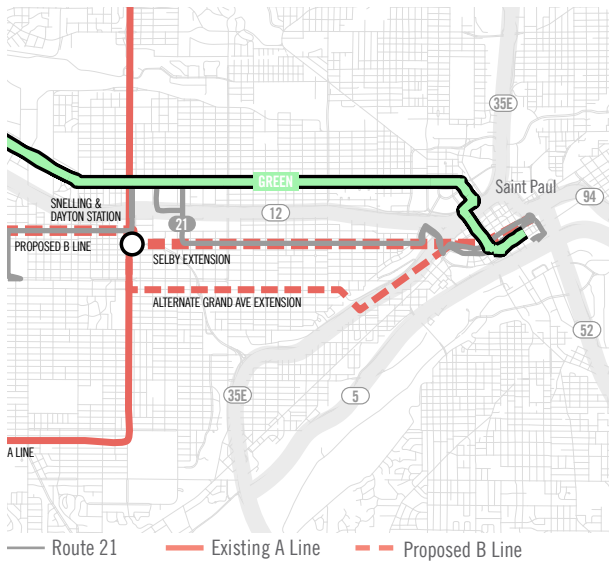 35E
GREEN
Saint Paul
94
SNELLING &
DAYTON STATION
21
12
PROPOSED B LINE
SELBY EXTENSION
ALTERNATE GRAND AVE EXTENSION
52
35E
5
A LINE
Route 21
Existing A Line
Proposed B Line